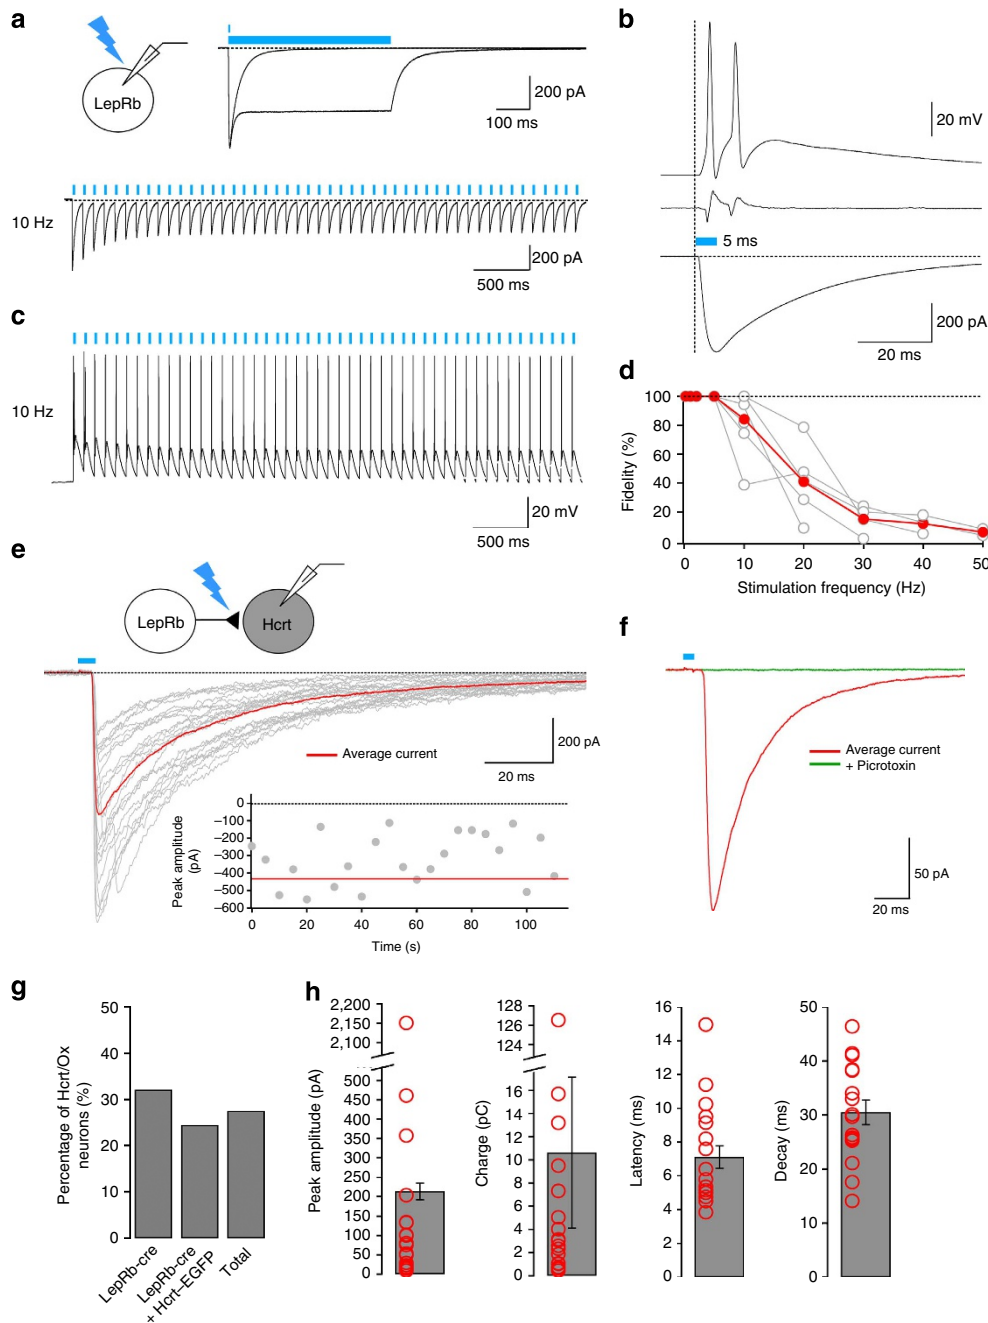 a
LepRb
200 pA
100 ms
10 Hz
200 pA
500 ms
b
20 mV
5 ms
200 pA
20 ms
c
10 Hz
20 mV
500 ms
d
Fidelity (%)
100
80
60
40
20
0
0 10 20 30 40 50
Stimulation frequency (Hz)
e
LepRb
Hcrt
Average current
200 pA
20 ms
Peak amplitude
(pA)
0
−100
−200
−300
−400
−500
−600
0 20 40 60 80 100
Time (s)
f
Average current
+ Picrotoxin
50 pA
20 ms
g
Percentage of Hcrt/Ox
neurons (%)
50
40
30
20
10
0
LepRb-cre
LepRb-cre
+ Hcrt–EGFP
Total
h
Peak amplitude (pA)
2,200
2,150
2,100
500
450
400
350
300
250
200
150
100
50
0
Charge (pC)
128
126
124
16
14
12
10
8
6
4
2
0
Latency (ms)
16
14
12
10
8
6
4
2
0
Decay (ms)
50
40
30
20
10
0